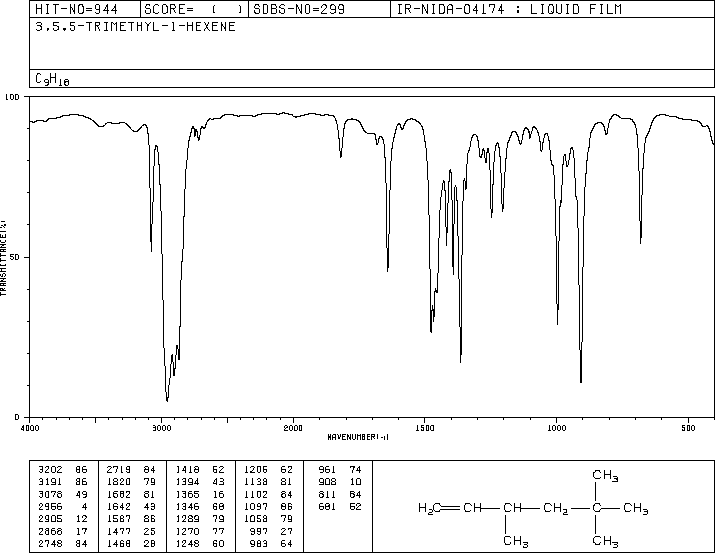 HIT-NO=944 SCORE= ( ) SDBS-NO=299 IR-NIDA-04174 : LIQUID FILM
3.5.5-TRIMETHYL-1-HEXENE
C9H18
100
50
0
TRANSMITTANCE(%)
4000 3000 2000 1500 1000 500
WAVENUMBER(-1)
3202 86 2719 84 1418 52 1206 62 961 74
3191 86 1820 79 1394 43 1138 81 908 10
3078 49 1682 81 1365 16 1102 84 811 84
2956 4 1642 43 1346 68 1097 86 681 52
2905 12 1587 86 1289 79 1058 79
2868 17 1477 25 1270 77 997 27
2748 84 1468 28 1248 60 983 64
CH3
H2C CH CH CH2 C CH3
CH3 CH3